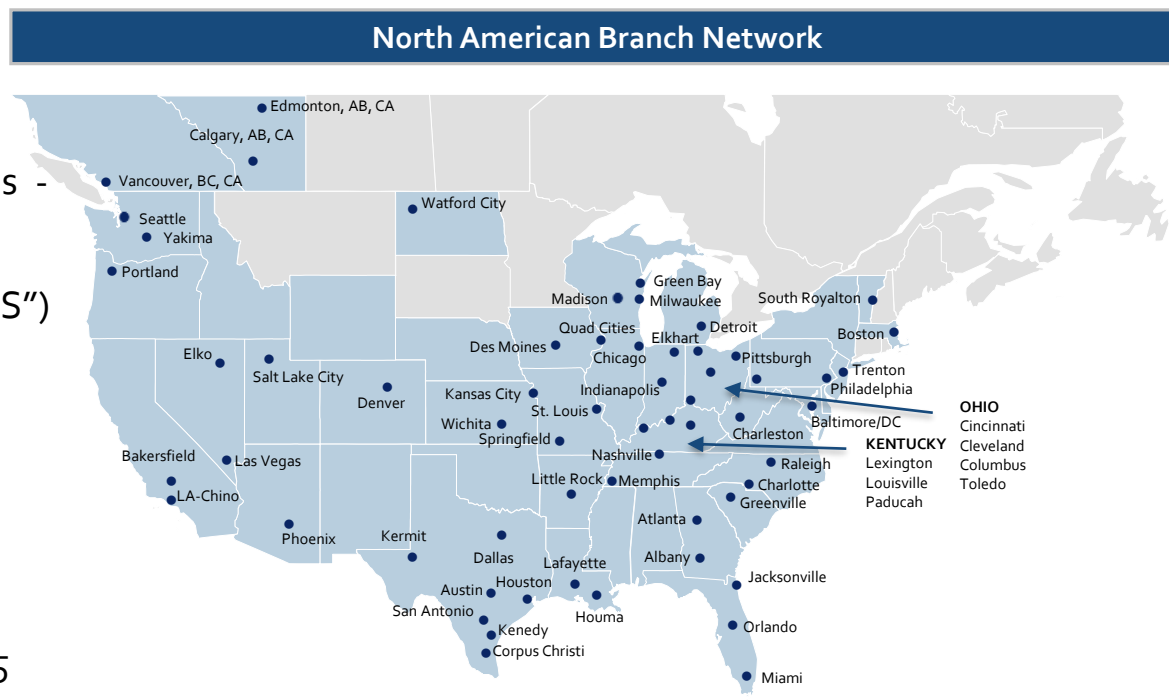 North American Branch Network
Edmonton, AB, CA
Calgary, AB, CA
s -
Vancouver, BC, CA
Watford City
Seattle
Yakima
Portland
S”)
Green Bay
Madison
Milwaukee
South Royalton
Quad Cities
Detroit
Boston
Elkhart
Des Moines
Chicago
Pittsburgh
Elko
Salt Lake City
Trenton
Denver
Kansas City
Indianapolis
Philadelphia
St. Louis
OHIO
Cincinnati
Cleveland
Columbus
Toledo
Baltimore/DC
Wichita
Charleston
Springfield
KENTUCKY
Lexington
Louisville
Paducah
Bakersfield
Las Vegas
Nashville
Raleigh
LA-Chino
Little Rock
Memphis
Charlotte
Greenville
Phoenix
Kermit
Atlanta
Dallas
Lafayette
Albany
Austin
Houston
Jacksonville
San Antonio
Houma
Kenedy
Orlando
Corpus Christi
5
Miami